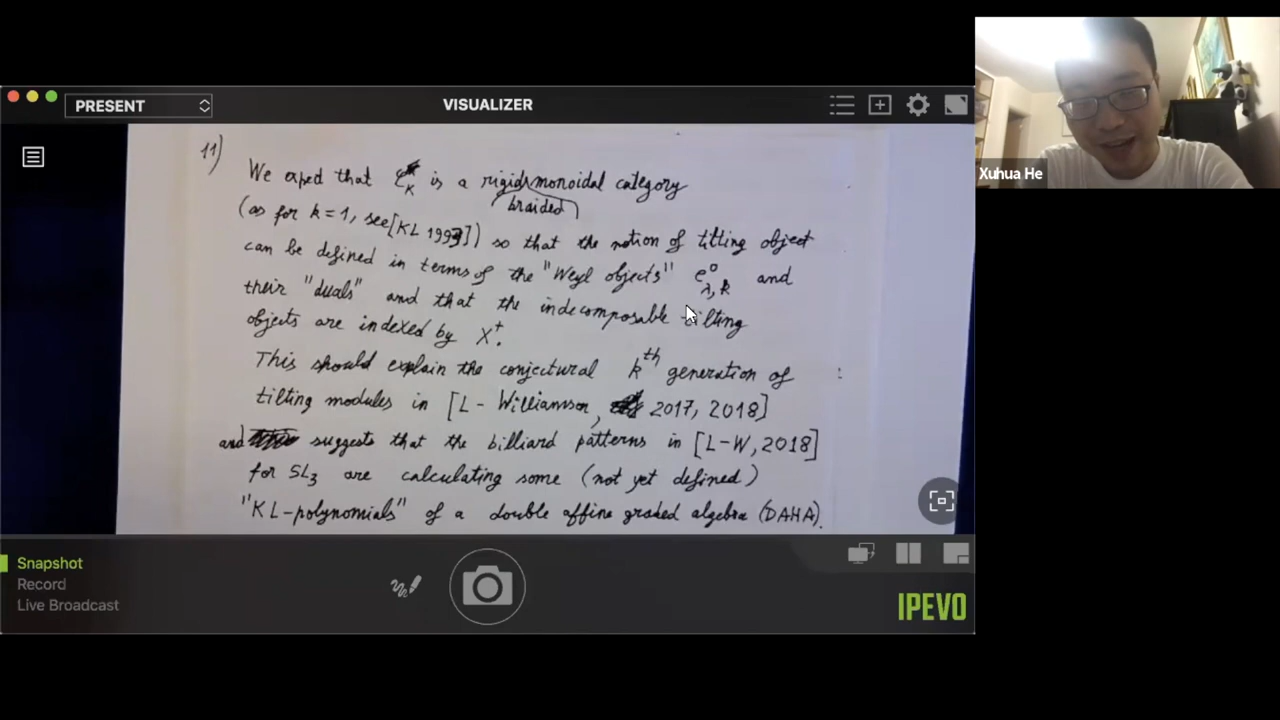 PRESENT
VISUALIZER
Xuhua He
11)
We expect that C_K is a rigid monoidal category
braided
(as for k=1, see [KL 1993]) so that the notion of tilting object
can be defined in terms of the "Weyl objects" e⁰_λ,k and
their "duals" and that the indecomposable tilting
objects are indexed by X⁺.
This should explain the conjectural kᵗʰ generation of
tilting modules in [L - Williamson, 2017, 2018]
and suggests that the billiard patterns in [L-W, 2018]
for SL₃ are calculating some (not yet defined)
"KL-polynomials" of a double affine graded algebra (DAHA).
Snapshot
Record
Live Broadcast
IPEVO